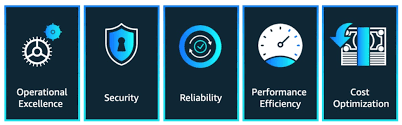 Operational
Excellence
Security
Reliability
Performance
Efficiency
Cost
Optimization